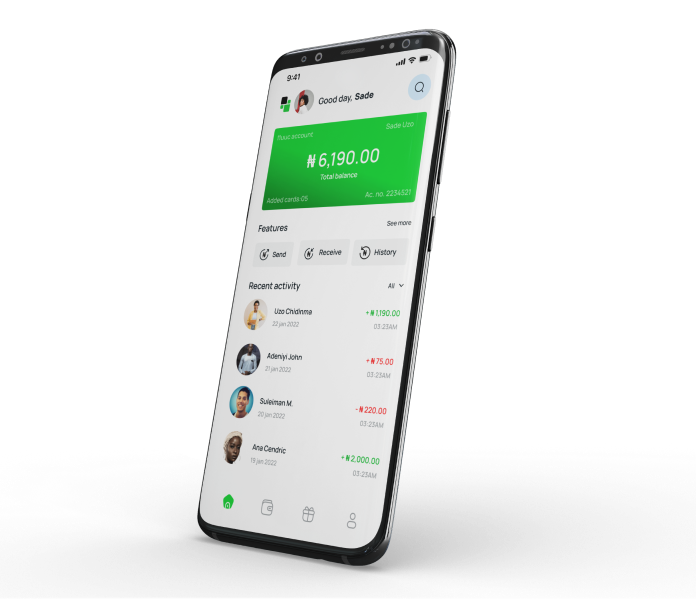 9:41
Good day, Sade
Sade Uzo
₦ 6,190.00
Total balance
Added cards:05
Ac. no. 2234521
Features
See more
Send
Receive
History
Recent activity
All
Uzo Chidinma
+₦1,190.00
22 jan 2022
03:23AM
Adeniyi John
+₦75.00
21 jan 2022
03:23AM
Suleiman M.
-₦220.00
20 jan 2022
03:23AM
Ana Cendric
+₦2,000.00
19 jan 2022
03:23AM